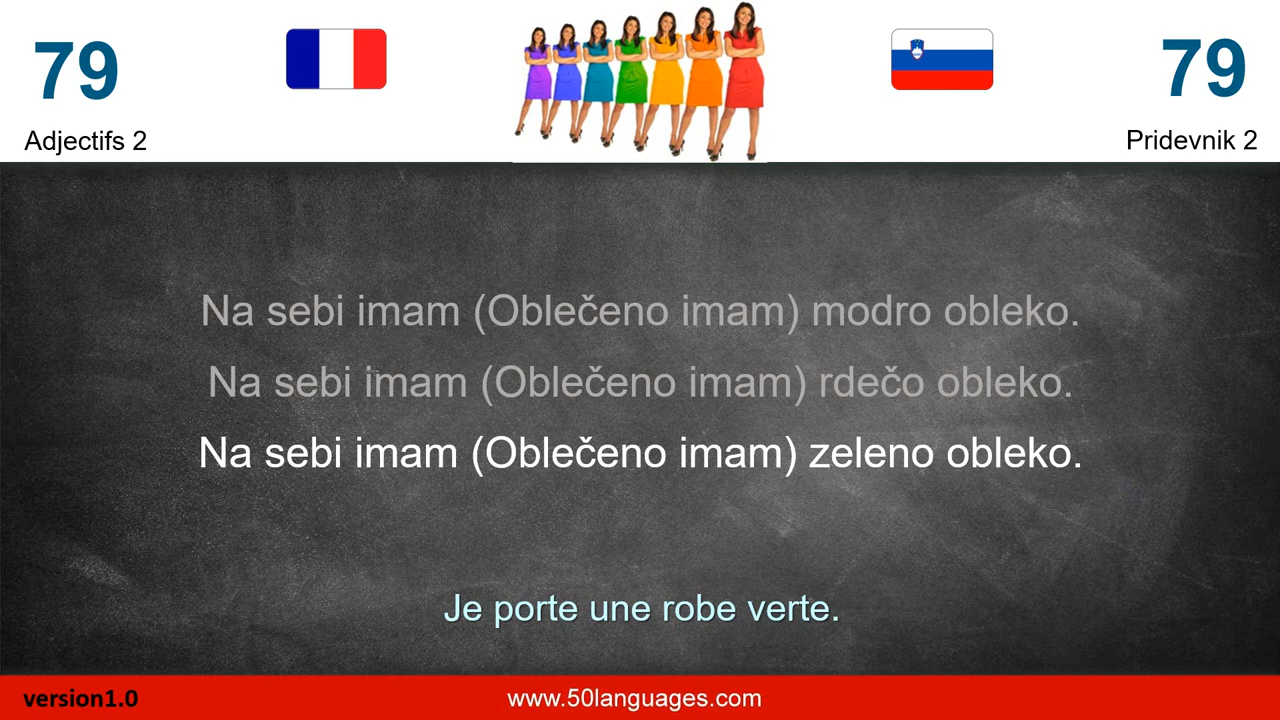 79
79
Adjectifs 2
Pridevnik 2
Na sebi imam (Oblečeno imam) modro obleko.
Na sebi imam (Oblečeno imam) rdečo obleko.
Na sebi imam (Oblečeno imam) zeleno obleko.
Je porte une robe verte.
version1.0
www.50languages.com